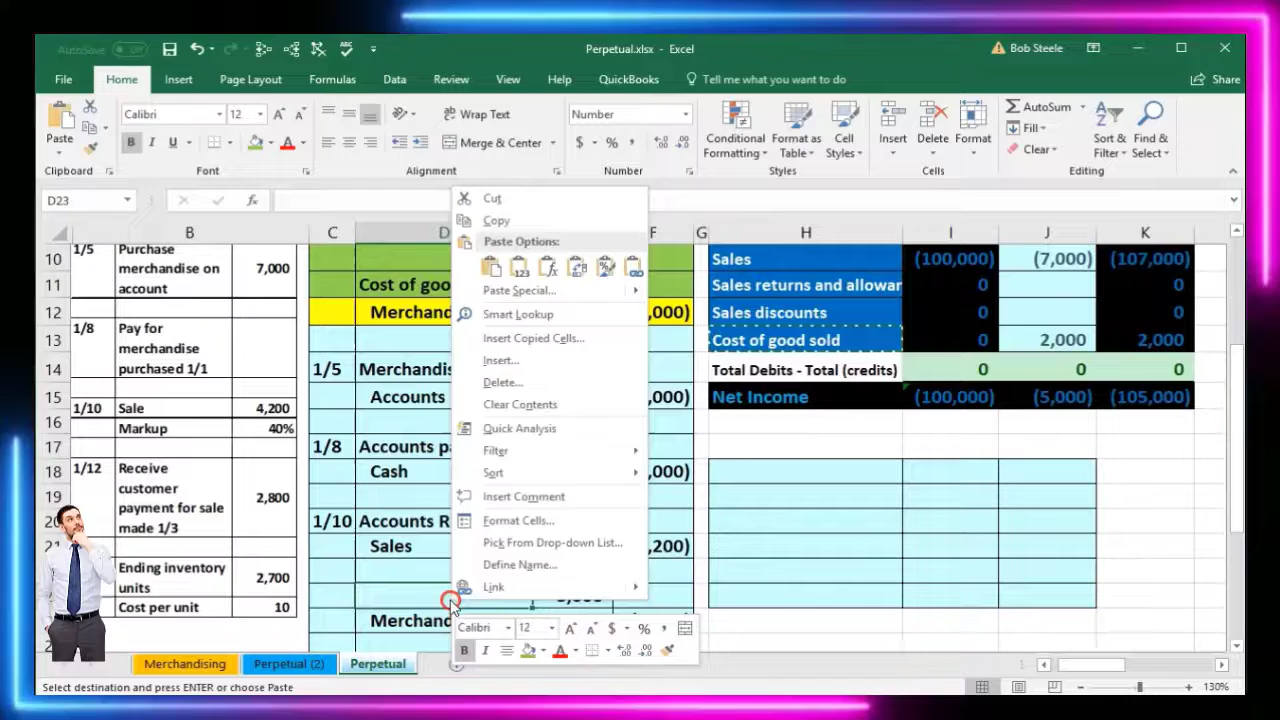 AutoSave Off
Perpetual.xlsx - Excel
Bob Steele
File Home Insert Page Layout Formulas Data Review View Help QuickBooks Tell me what you want to do Share
Paste
Calibri 12
Wrap Text
Merge & Center
Number
Conditional Formatting
Format as Table
Cell Styles
Insert
Delete
Format
AutoSum
Fill
Clear
Sort & Filter
Find & Select
Clipboard Font Alignment Number Styles Cells Editing
D23
B C D F G H I J K
10 1/5 Purchase merchandise on account 7,000
Sales (100,000) (7,000) (107,000)
11 Cost of goo Sales returns and allowar 0 0
12 Merchand ,000) Sales discounts 0 0
13 1/8 Pay for merchandise purchased 1/1
Cost of good sold 0 2,000 2,000
14 1/5 Merchandis Total Debits - Total (credits) 0 0 0
15 1/10 Sale 4,200 Accounts ,000) Net Income (100,000) (5,000) (105,000)
16 Markup 40%
17 1/8 Accounts pa
18 1/12 Receive customer payment for sale made 1/3 2,800
Cash ,000)
19
20 1/10 Accounts R
21 Sales ,200)
Ending inventory units 2,700
Cost per unit 10
Merchand
Cut
Copy
Paste Options:
Paste Special...
Smart Lookup
Insert Copied Cells...
Insert...
Delete...
Clear Contents
Quick Analysis
Filter
Sort
Insert Comment
Format Cells...
Pick From Drop-down List...
Define Name...
Link
Calibri 12
Merchandising Perpetual (2) Perpetual
Select destination and press ENTER or choose Paste
130%